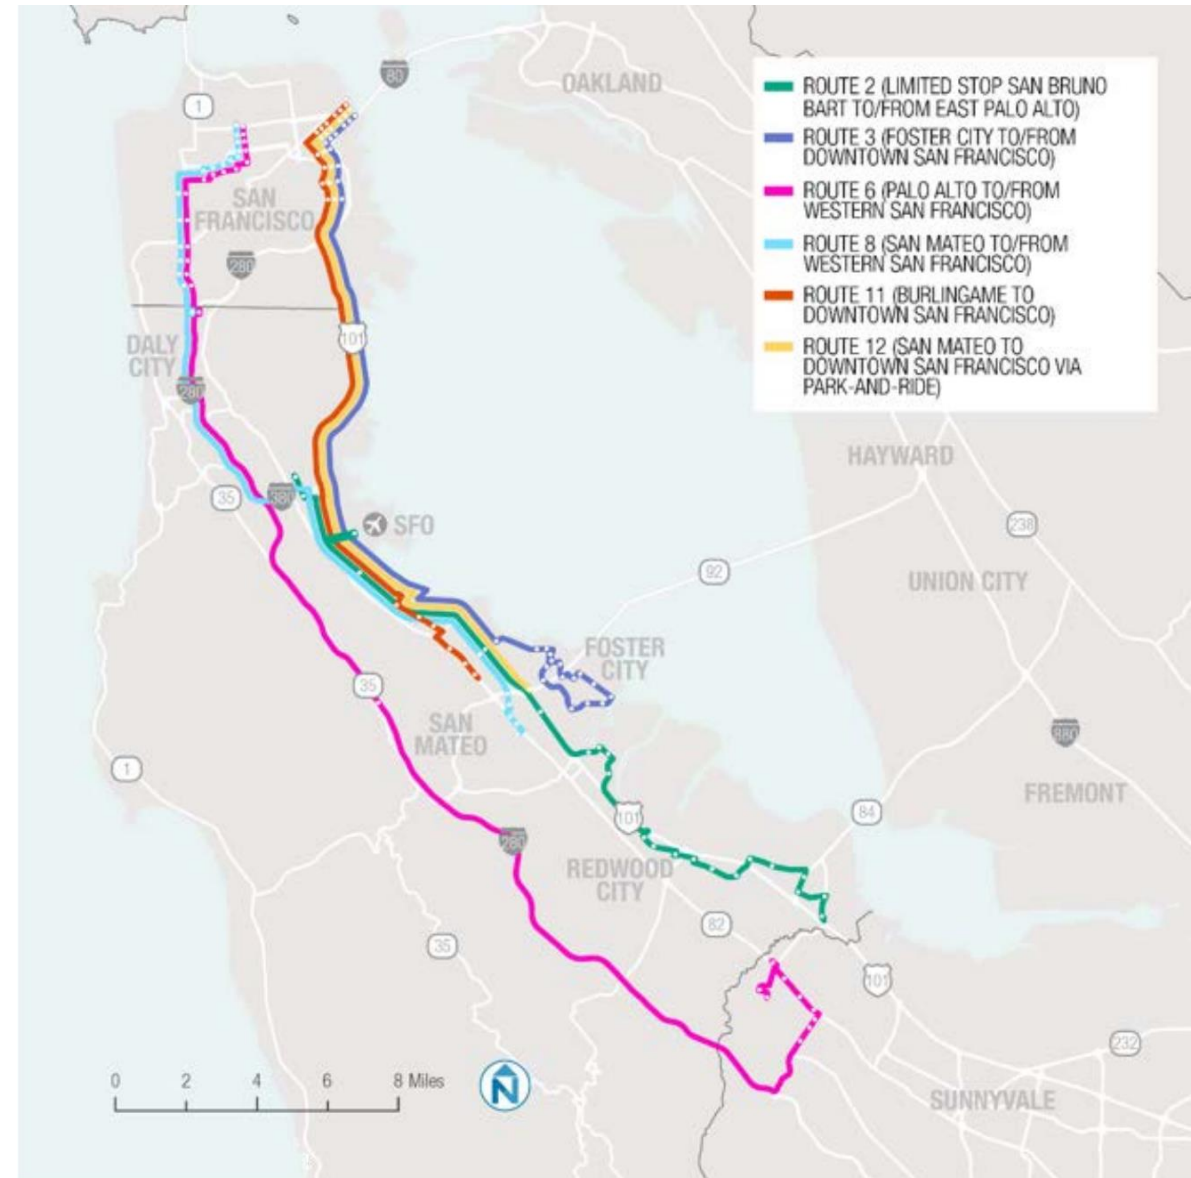 80
OAKLAND
1
ROUTE 2 (LIMITED STOP SAN BRUNO
BART TO/FROM EAST PALO ALTO)
ROUTE 3 (FOSTER CITY TO/FROM
DOWNTOWN SAN FRANCISCO)
ROUTE 6 (PALO ALTO TO/FROM
WESTERN SAN FRANCISCO)
ROUTE 8 (SAN MATEO TO/FROM
WESTERN SAN FRANCISCO)
ROUTE 11 (BURLINGAME TO
DOWNTOWN SAN FRANCISCO)
ROUTE 12 (SAN MATEO TO
DOWNTOWN SAN FRANCISCO VIA
PARK-AND-RIDE)
SAN
FRANCISCO
280
101
DALY
CITY
280
HAYWARD
35
380
SFO
238
92
UNION CITY
FOSTER
CITY
35
SAN
MATEO
880
1
FREMONT
101
84
280
REDWOOD
CITY
82
35
101
232
0 2 4 6 8 Miles
N
SUNNYVALE